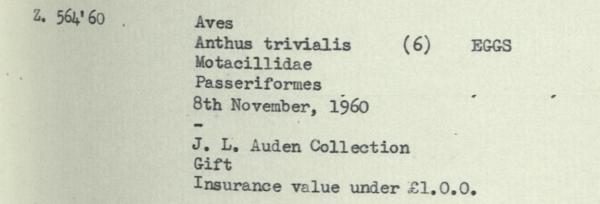 Z. 564'60
Aves
Anthus trivialis (6) EGGS
Motacillidae
Passeriformes
8th November, 1960
-
J. L. Auden Collection
Gift
Insurance value under £1.0.0.